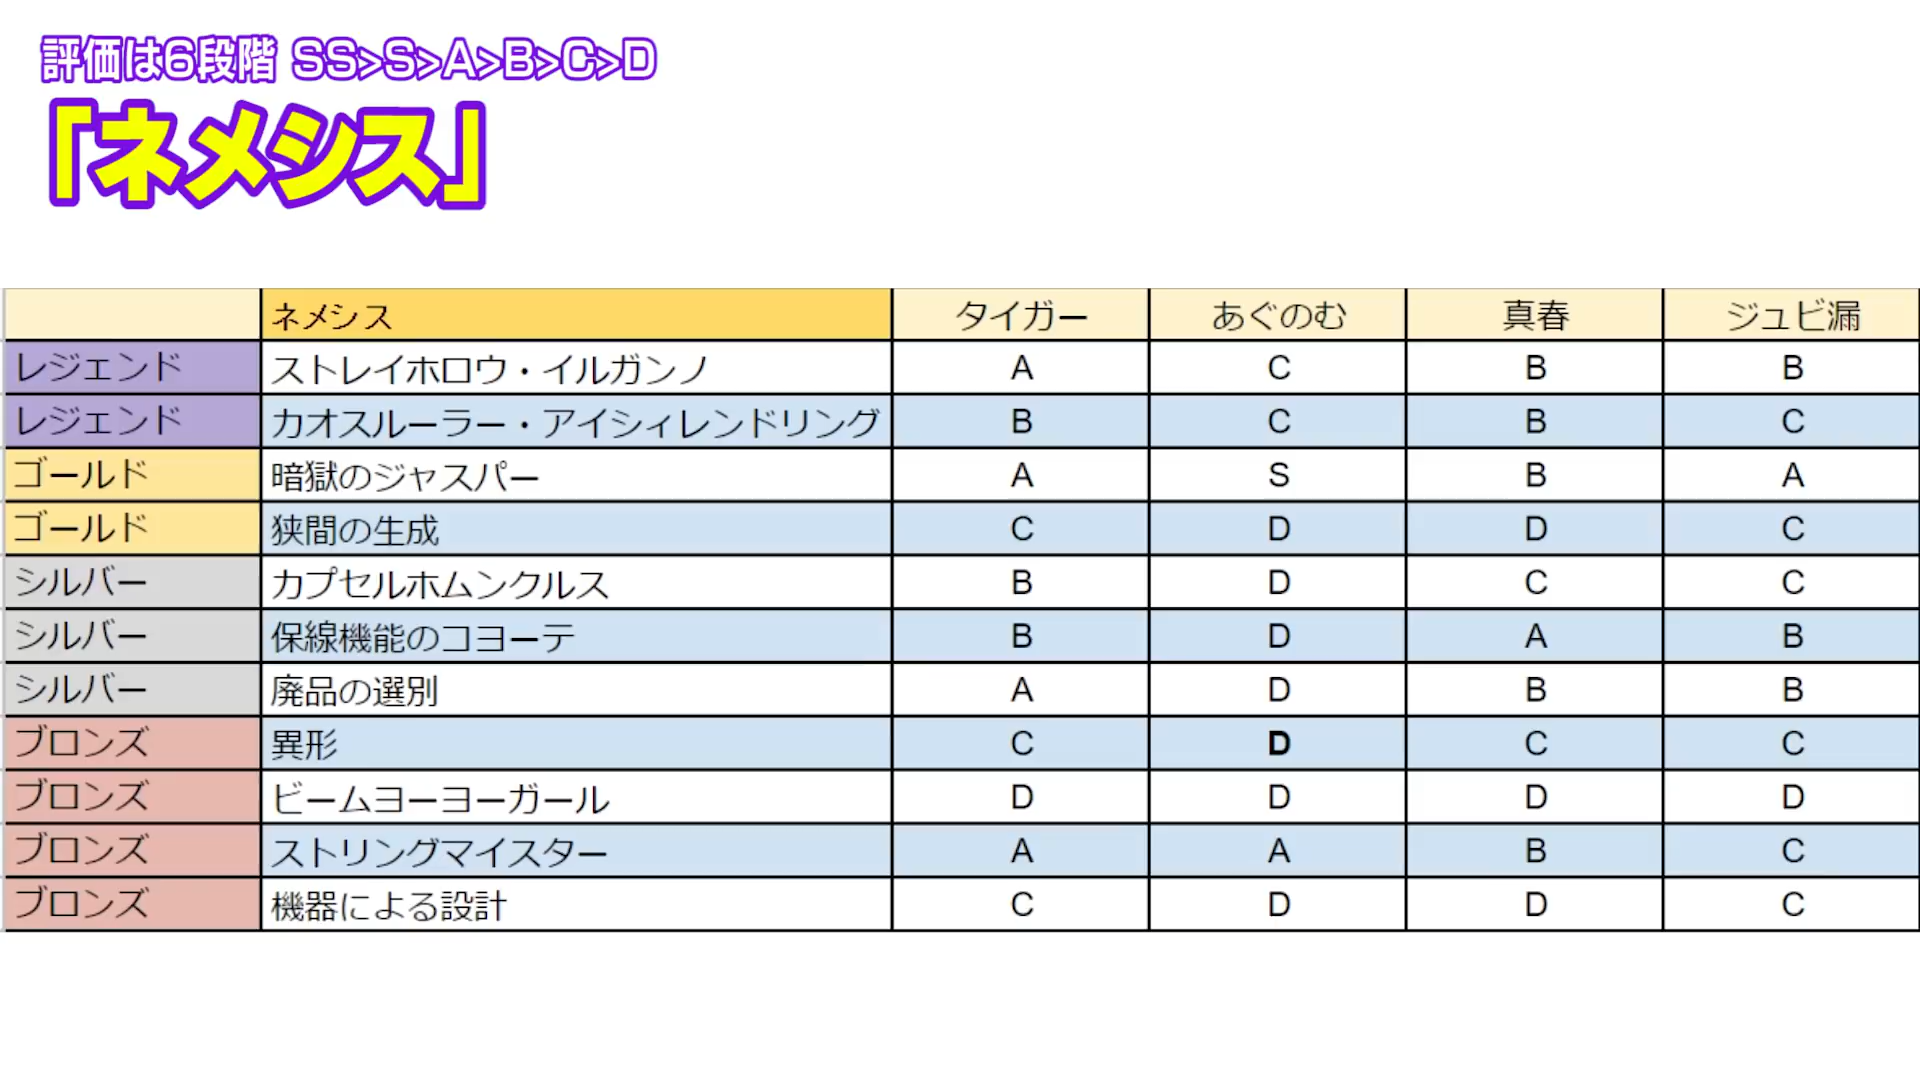 評価は6段階 SS>S>A>B>C>D
「ネメシス」
ネメシス タイガー あぐのむ 真春 ジュビ漏
レジェンド ストレイホロウ・イルガンノ A C B B
レジェンド カオスルーラー・アイシィレンドリング B C B C
ゴールド 暗獄のジャスパー A S B A
ゴールド 狭間の生成 C D D C
シルバー カプセルホムンクルス B D C C
シルバー 保線機能のコヨーテ B D A B
シルバー 廃品の選別 A D B B
ブロンズ 異形 C D C C
ブロンズ ビームヨーヨーガール D D D D
ブロンズ ストリングマイスター A A B C
ブロンズ 機器による設計 C D D C